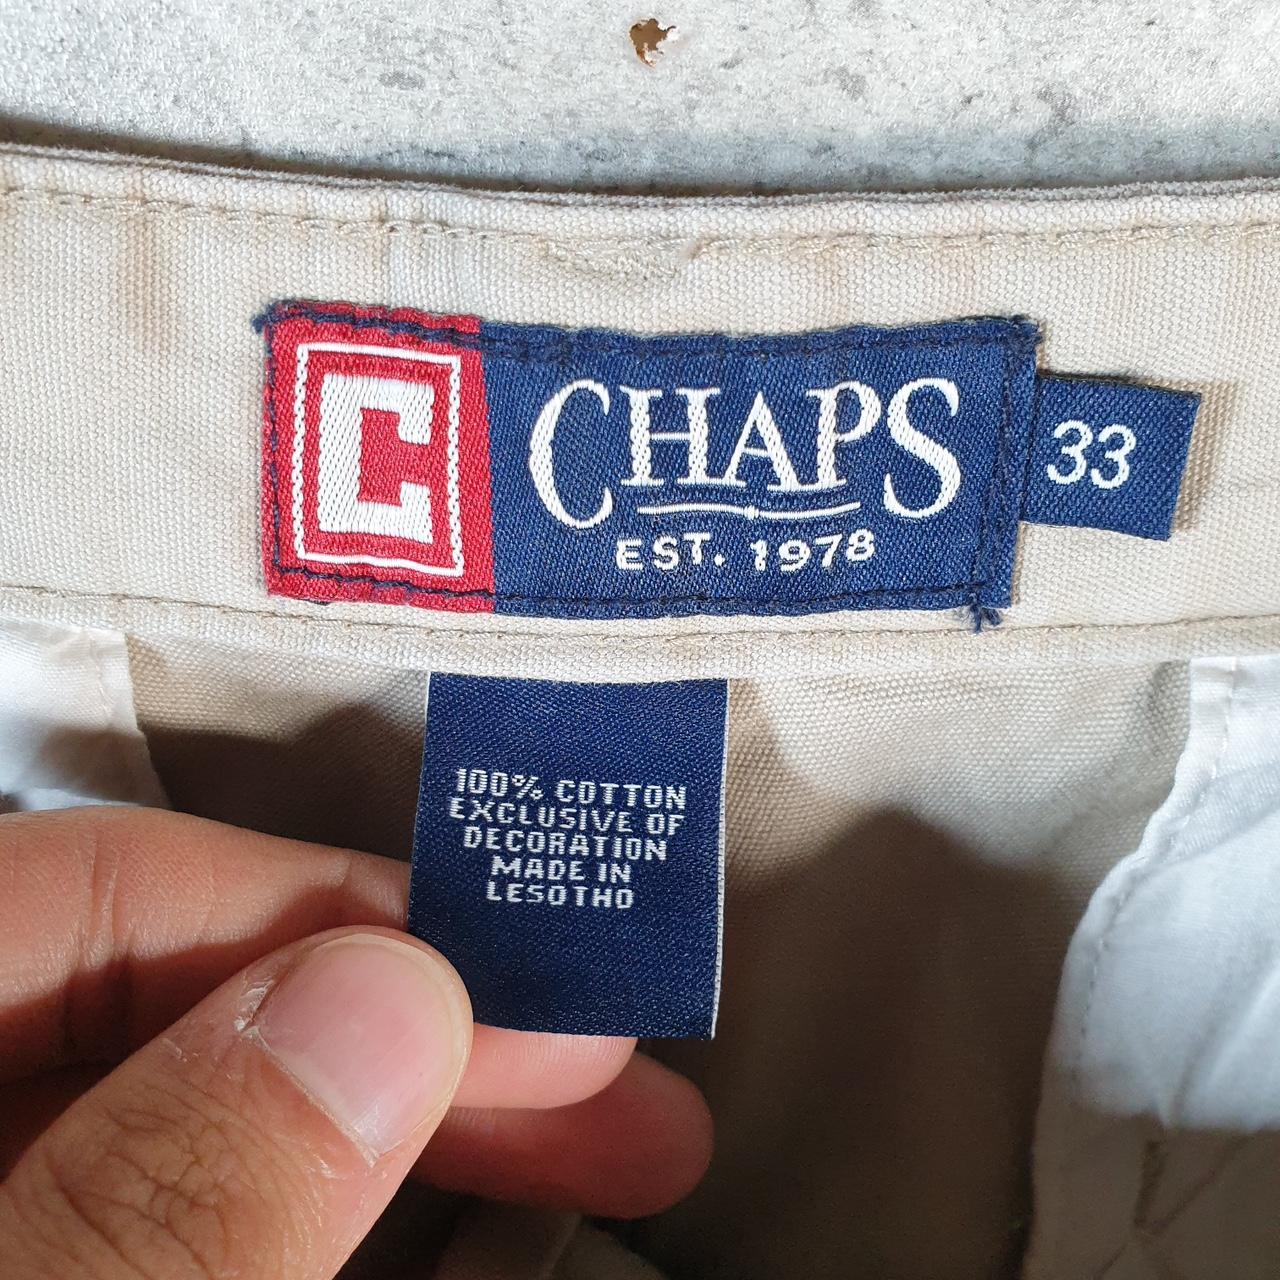 C
CHAPS
EST. 1978
33
100% COTTON
EXCLUSIVE OF
DECORATION
MADE IN
LESOTHO